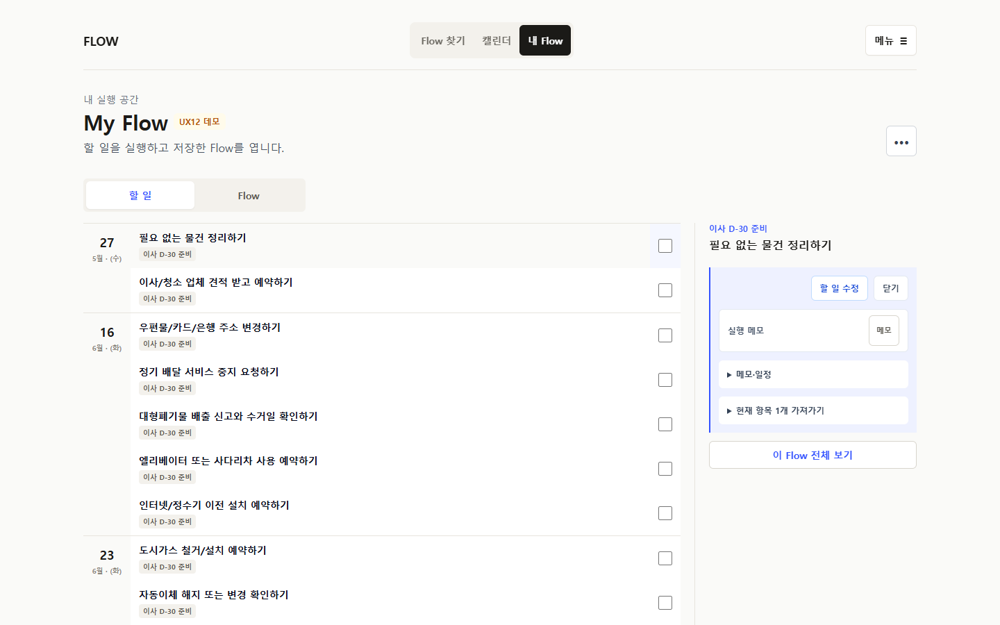 FLOW
Flow 찾기
캘린더
내 Flow
메뉴
내 실행 공간
My Flow
UX12 데모
할 일을 실행하고 저장한 Flow를 엽니다.
할 일
Flow
27
5월 · (수)
필요 없는 물건 정리하기
이사 D-30 준비
이사/청소 업체 견적 받고 예약하기
이사 D-30 준비
16
6월 · (화)
우편물/카드/은행 주소 변경하기
이사 D-30 준비
정기 배달 서비스 중지 요청하기
이사 D-30 준비
대형폐기물 배출 신고와 수거일 확인하기
이사 D-30 준비
엘리베이터 또는 사다리차 사용 예약하기
이사 D-30 준비
인터넷/정수기 이전 설치 예약하기
이사 D-30 준비
23
6월 · (화)
도시가스 철거/설치 예약하기
이사 D-30 준비
자동이체 해지 또는 변경 확인하기
이사 D-30 준비
이사 D-30 준비
필요 없는 물건 정리하기
할 일 수정
닫기
실행 메모
메모
메모·일정
현재 항목 1개 가져가기
이 Flow 전체 보기